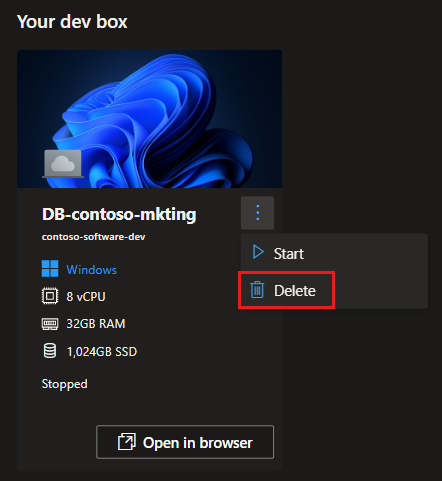 Your dev box
DB-contoso-mkting
contoso-software-dev
Start
Windows
Delete
8 vCPU
32GB RAM
1,024GB SSD
Stopped
Open in browser